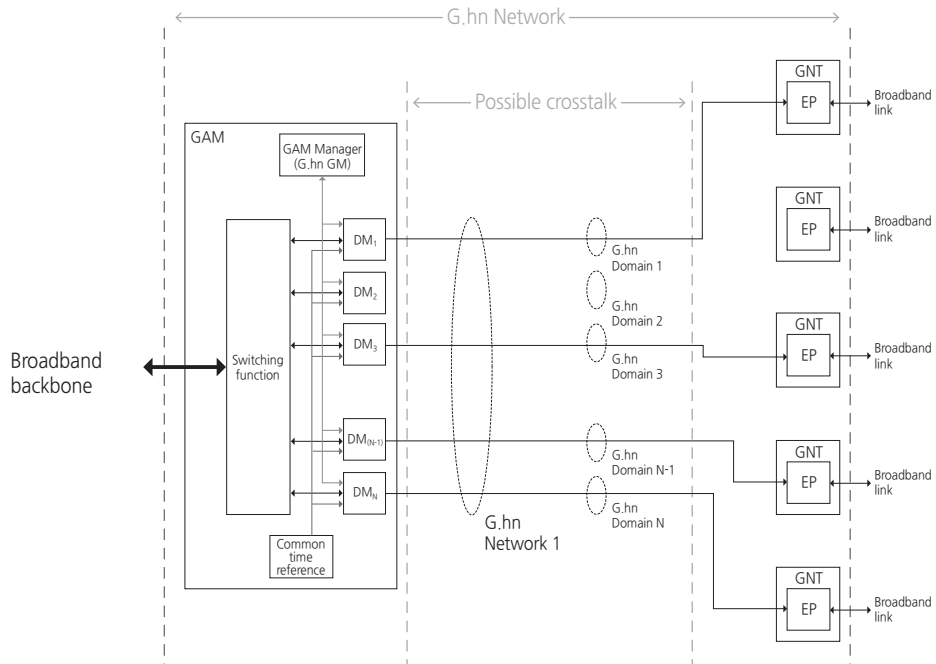 G.hn Network
Possible crosstalk
GAM
GAM Manager
(G.hn GM)
Switching
function
DM1
DM2
DM3
DM(N-1)
DMN
Common
time
reference
Broadband
backbone
G.hn
Network 1
G.hn
Domain 1
G.hn
Domain 2
G.hn
Domain 3
G.hn
Domain N-1
G.hn
Domain N
GNT
EP
Broadband
link
GNT
EP
Broadband
link
GNT
EP
Broadband
link
GNT
EP
Broadband
link
GNT
EP
Broadband
link